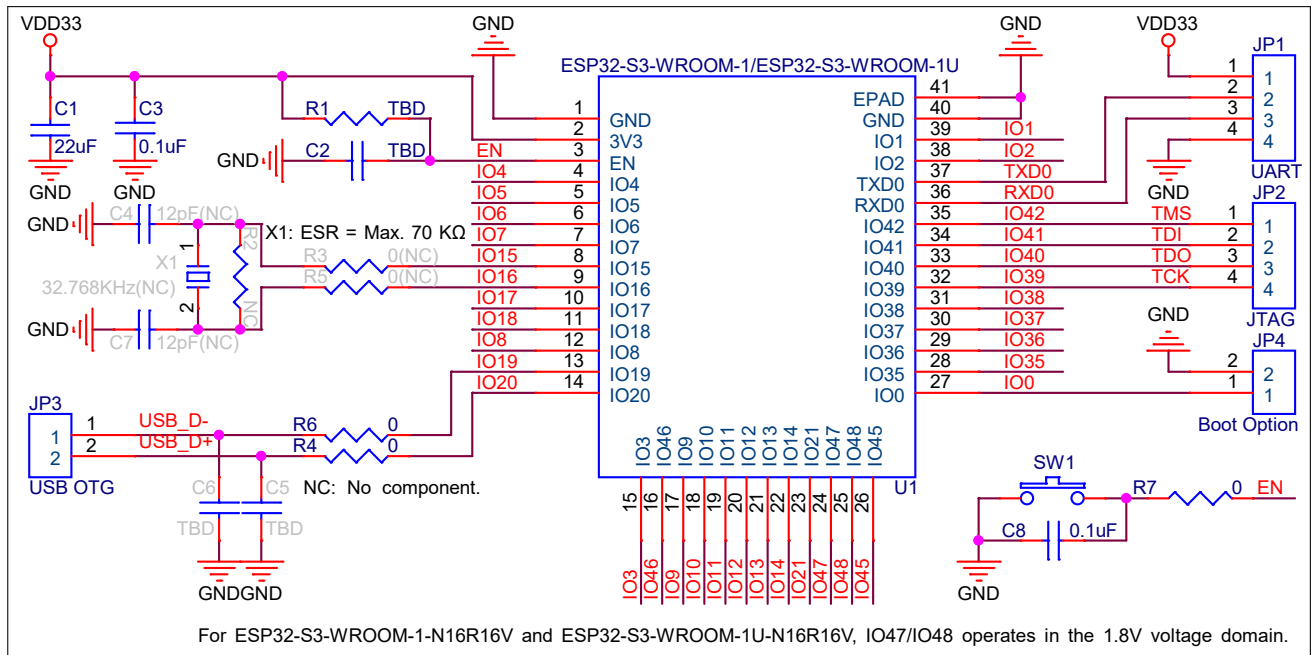 VDD33
GND
GND
VDD33
JP1
ESP32-S3-WROOM-1/ESP32-S3-WROOM-1U
C1
22uF
GND
C3
0.1uF
GND
R1
TBD
GND
C2
TBD
EN
IO4
IO5
IO6
IO7
IO15
IO16
IO17
IO18
IO8
IO19
IO20
1
2
3
4
5
6
7
8
9
10
11
12
13
14
GND
3V3
EN
IO4
IO5
IO6
IO7
IO15
IO16
IO17
IO18
IO8
IO19
IO20
EPAD
GND
IO1
IO2
TXD0
RXD0
IO42
IO41
IO40
IO39
IO38
IO37
IO36
IO35
IO0
41
40
39
38
37
36
35
34
33
32
31
30
29
28
27
IO1
IO2
TXD0
RXD0
IO42
IO41
IO40
IO39
IO38
IO37
IO36
IO35
IO0
1
2
3
4
1
2
3
4
GND
UART
JP2
TMS
TDI
TDO
TCK
1
2
3
4
1
2
3
4
JTAG
GND
JP4
2
1
2
1
Boot Option
GND
C4
12pF(NC)
X1: ESR = Max. 70 KΩ
R2
NC
1
X1
32.768KHz(NC)
2
R3
0(NC)
R5
0(NC)
GND
C7
12pF(NC)
JP3
1
2
1
2
USB OTG
USB_D-
USB_D+
R6
0
R4
0
C6
TBD
C5
TBD
NC: No component.
GND
GND
IO3
IO46
IO9
IO10
IO11
IO12
IO13
IO14
IO21
IO47
IO48
IO45
U1
15
16
17
18
19
20
21
22
23
24
25
26
IO3
IO46
IO9
IO10
IO11
IO12
IO13
IO14
IO21
IO47
IO48
IO45
SW1
R7
0
EN
C8
0.1uF
GND
For ESP32-S3-WROOM-1-N16R16V and ESP32-S3-WROOM-1U-N16R16V, IO47/IO48 operates in the 1.8V voltage domain.